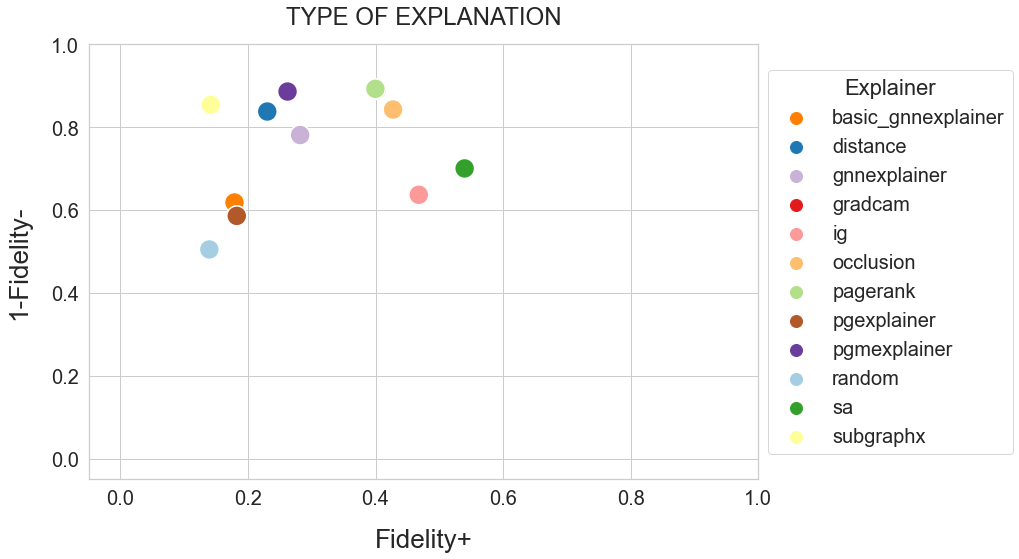 TYPE OF EXPLANATION
1.0
0.8
0.6
0.4
0.2
0.0
1-Fidelity-
0.0 0.2 0.4 0.6 0.8 1.0
Fidelity+
Explainer
basic_gnnexplainer
distance
gnnexplainer
gradcam
ig
occlusion
pagerank
pgexplainer
pgmexplainer
random
sa
subgraphx